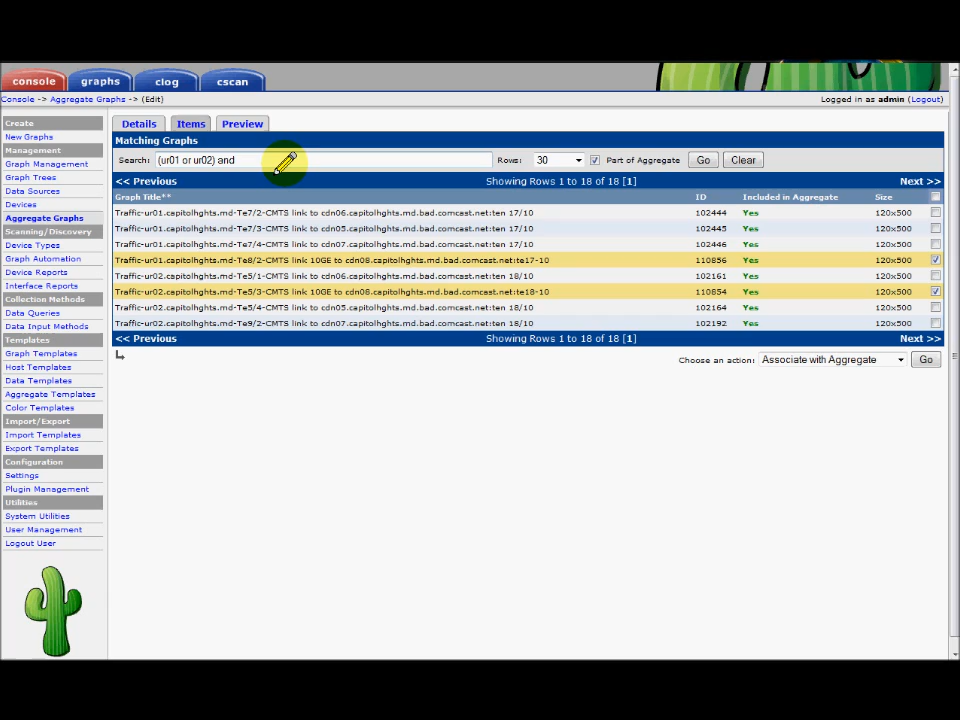 console graphs clog cscan
Console -> Aggregate Graphs -> (Edit) Logged in as admin (Logout)
Create
New Graphs
Management
Graph Management
Graph Trees
Data Sources
Devices
Aggregate Graphs
Scanning/Discovery
Device Types
Graph Automation
Device Reports
Interface Reports
Collection Methods
Data Queries
Data Input Methods
Templates
Graph Templates
Host Templates
Data Templates
Aggregate Templates
Color Templates
Import/Export
Import Templates
Export Templates
Configuration
Settings
Plugin Management
Utilities
System Utilities
User Management
Logout User
Details Items Preview
Matching Graphs
Search: (ur01 or ur02) and Rows: 30 Part of Aggregate Go Clear
<< Previous Showing Rows 1 to 18 of 18 [1] Next >>
Graph Title** ID Included in Aggregate Size
Traffic-ur01.capitolhghts.md-Te7/2-CMTS link to cdn06.capitolhghts.md.bad.comcast.net:ten 17/10 102444 Yes 120x500
Traffic-ur01.capitolhghts.md-Te7/3-CMTS link to cdn05.capitolhghts.md.bad.comcast.net:ten 17/10 102445 Yes 120x500
Traffic-ur01.capitolhghts.md-Te7/4-CMTS link to cdn07.capitolhghts.md.bad.comcast.net:ten 17/10 102446 Yes 120x500
Traffic-ur01.capitolhghts.md-Te8/2-CMTS link 10GE to cdn08.capitolhghts.md.bad.comcast.net:te17-10 110856 Yes 120x500
Traffic-ur02.capitolhghts.md-Te5/1-CMTS link to cdn06.capitolhghts.md.bad.comcast.net:ten 18/10 102161 Yes 120x500
Traffic-ur02.capitolhghts.md-Te5/3-CMTS link 10GE to cdn08.capitolhghts.md.bad.comcast.net:te18-10 110854 Yes 120x500
Traffic-ur02.capitolhghts.md-Te5/4-CMTS link to cdn05.capitolhghts.md.bad.comcast.net:ten 18/10 102164 Yes 120x500
Traffic-ur02.capitolhghts.md-Te9/2-CMTS link to cdn07.capitolhghts.md.bad.comcast.net:ten 18/10 102192 Yes 120x500
<< Previous Showing Rows 1 to 18 of 18 [1] Next >>
Choose an action: Associate with Aggregate Go